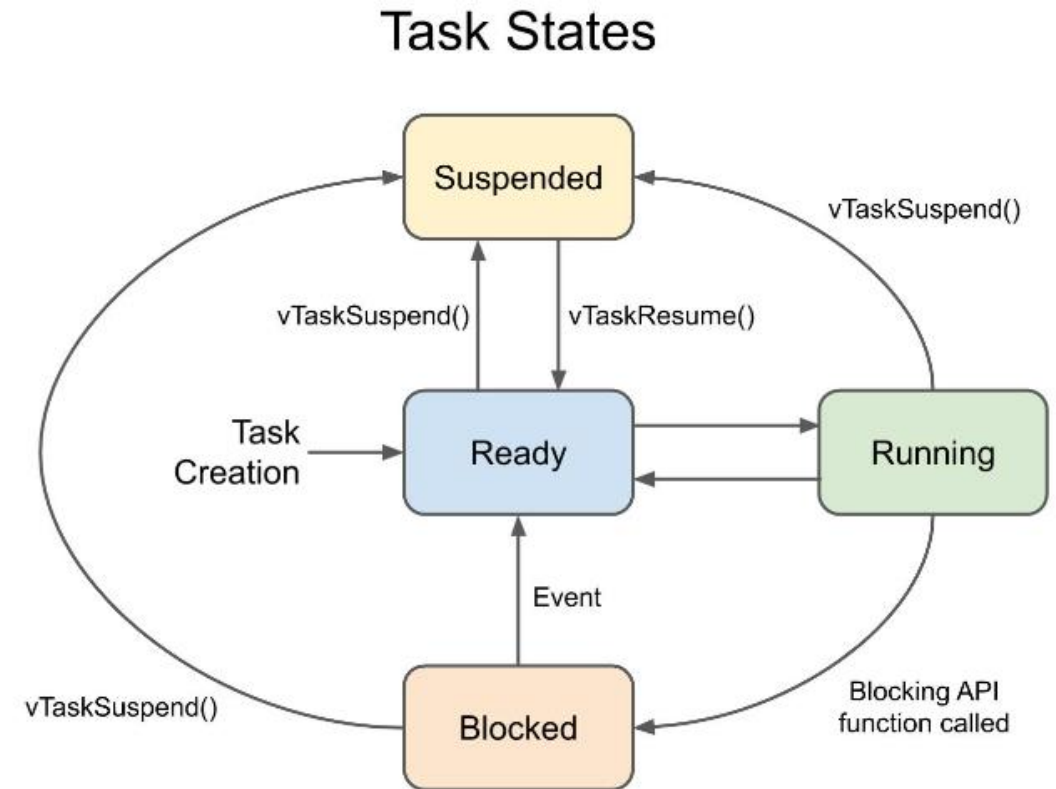 Task States
Suspended
vTaskSuspend()
vTaskSuspend()
vTaskResume()
Task
Creation
Ready
Running
Event
vTaskSuspend()
Blocked
Blocking API
function called